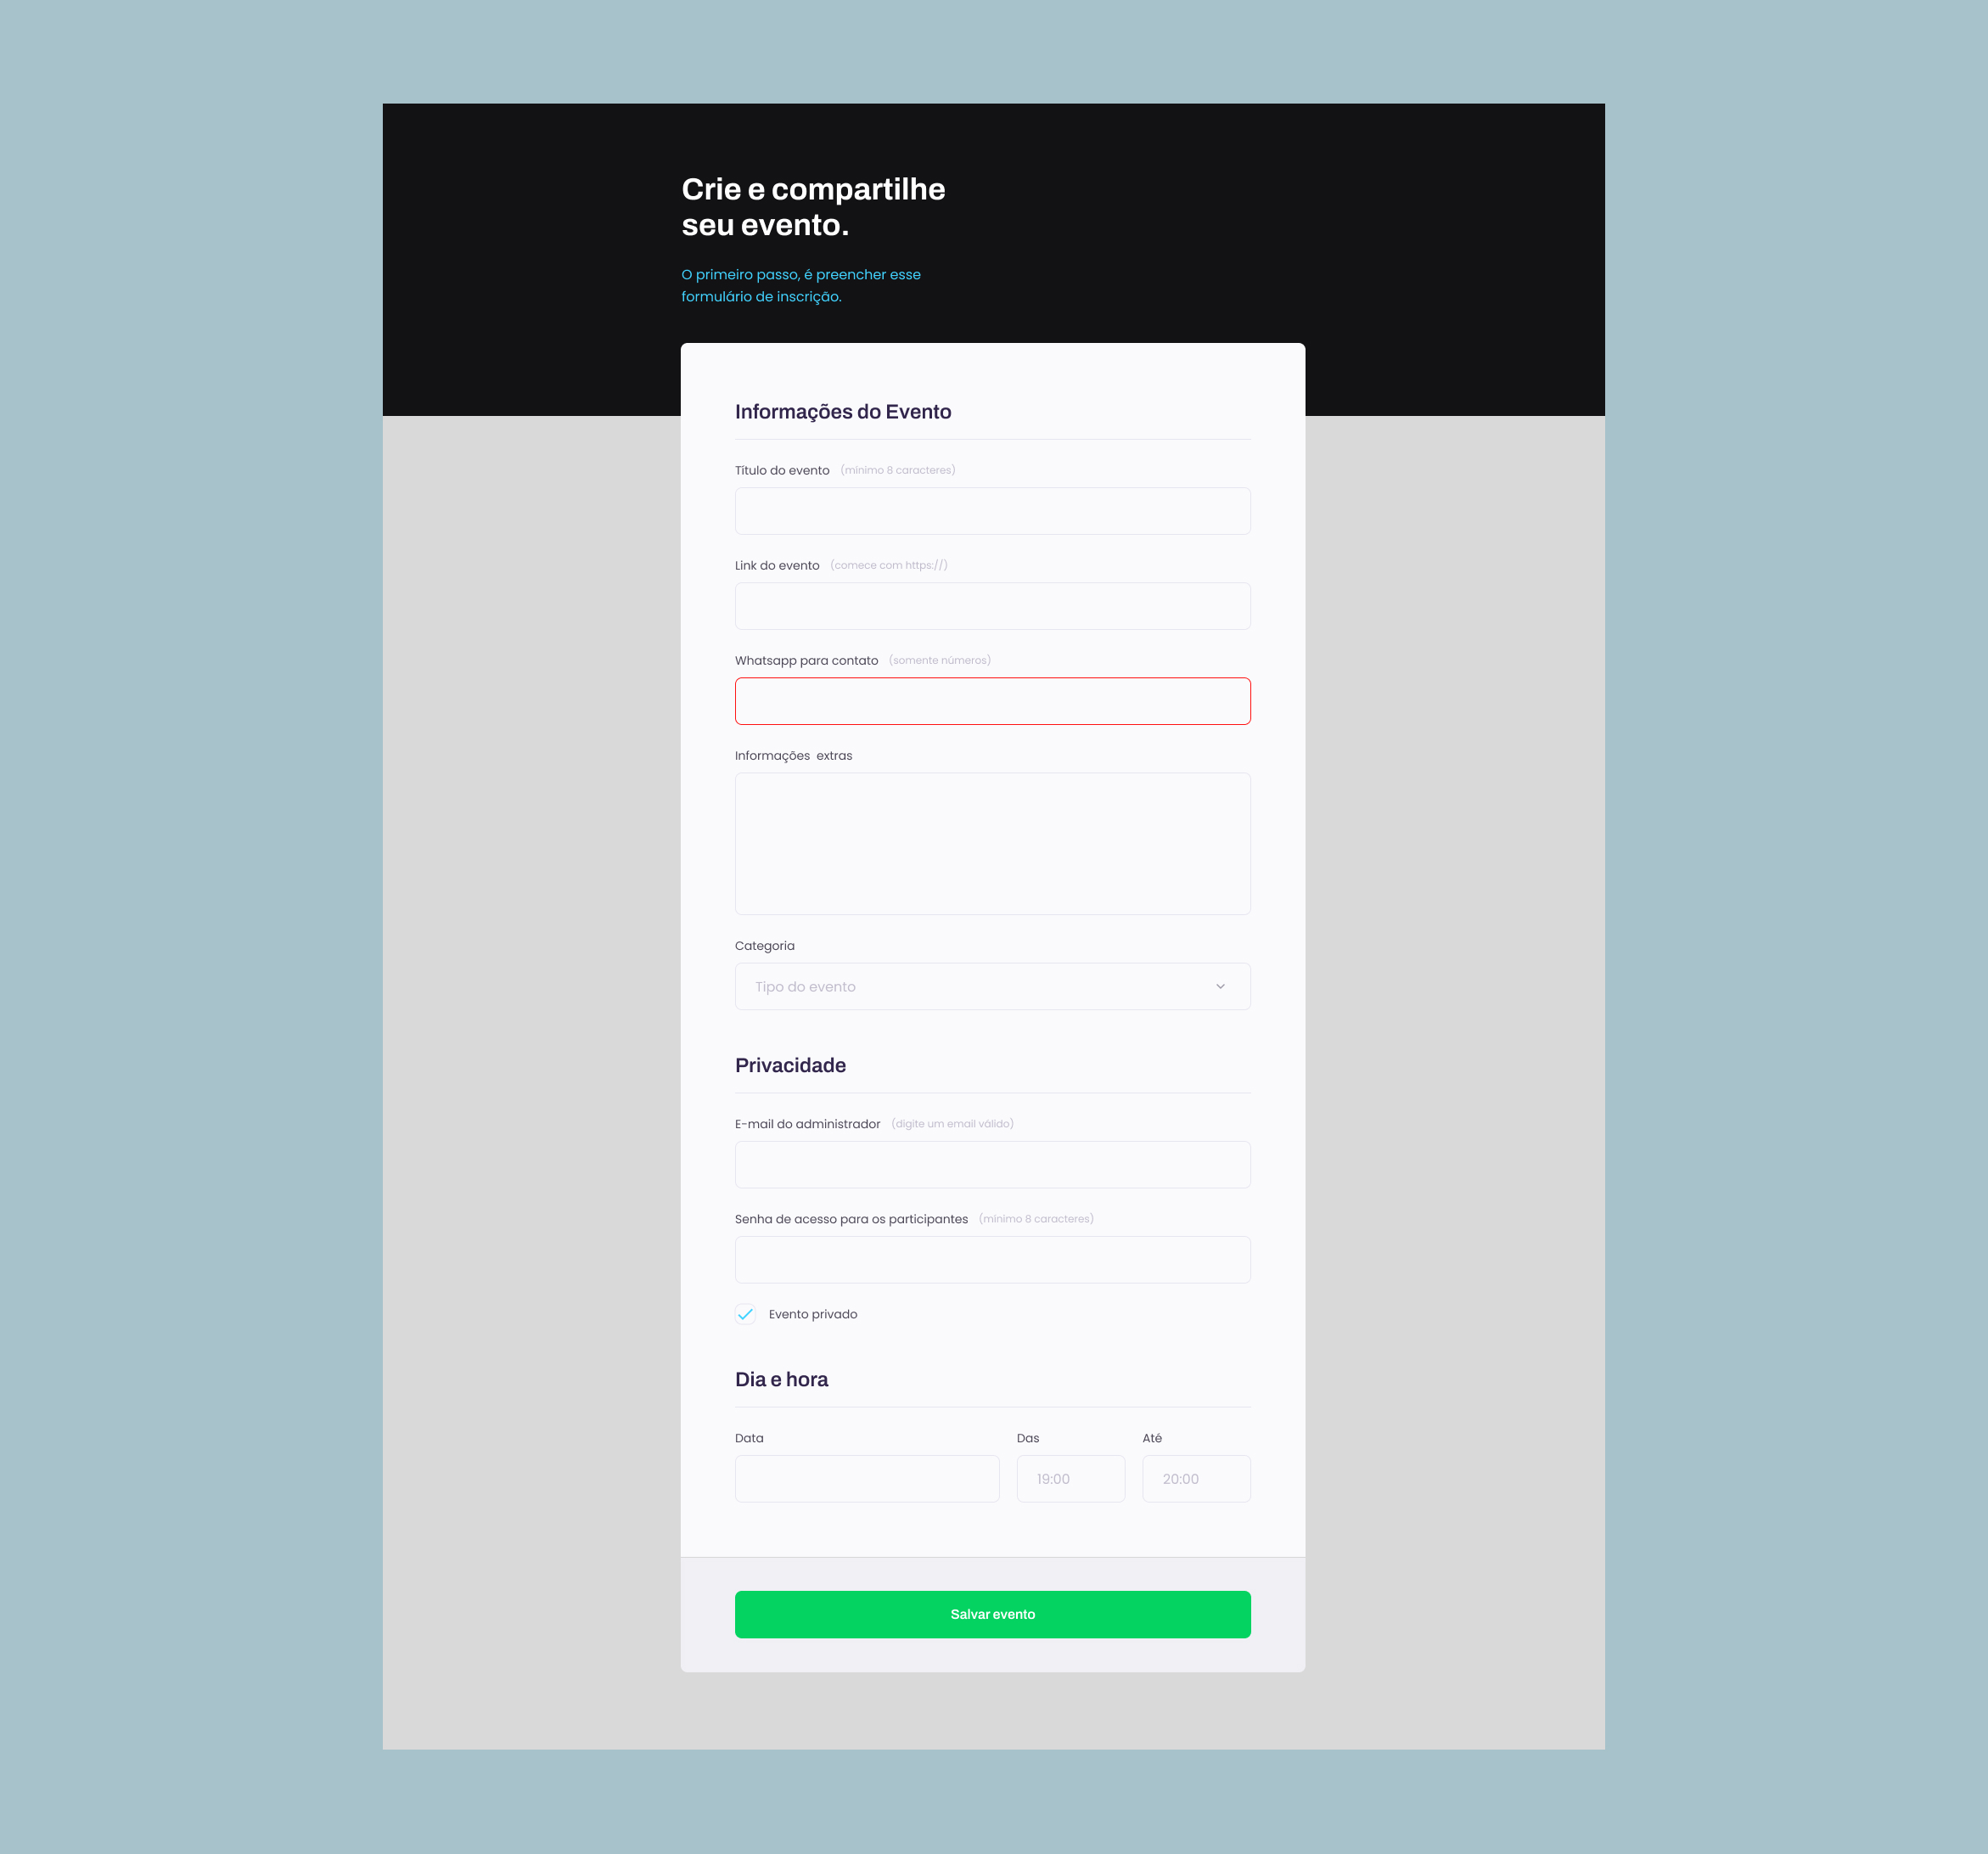 Crie e compartilhe
seu evento.
O primeiro passo, é preencher esse
formulário de inscrição.
Informações do Evento
Título do evento (mínimo 8 caracteres)
Link do evento (comece com https://)
Whatsapp para contato (somente números)
Informações extras
Categoria
Tipo do evento
Privacidade
E-mail do administrador (digite um email válido)
Senha de acesso para os participantes (mínimo 8 caracteres)
Evento privado
Dia e hora
Data Das Até
19:00 20:00
Salvar evento